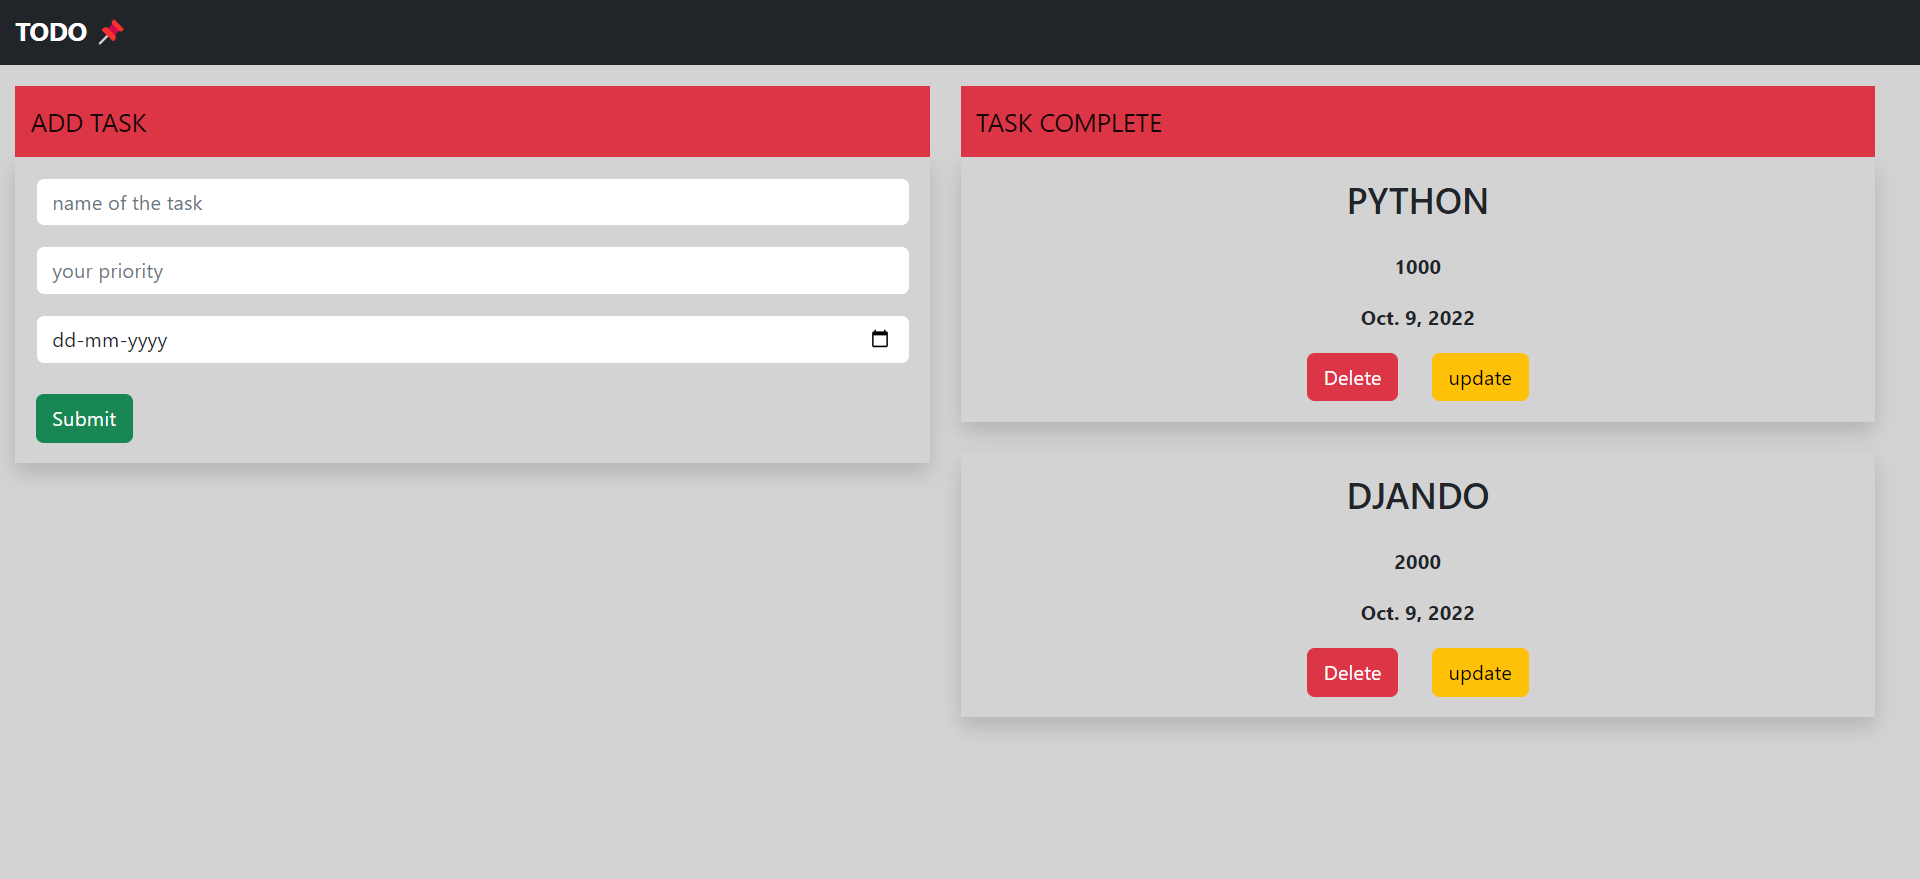 TODO 📌
ADD TASK
name of the task
your priority
dd-mm-yyyy
Submit
TASK COMPLETE
PYTHON
1000
Oct. 9, 2022
Delete update
DJANDO
2000
Oct. 9, 2022
Delete update